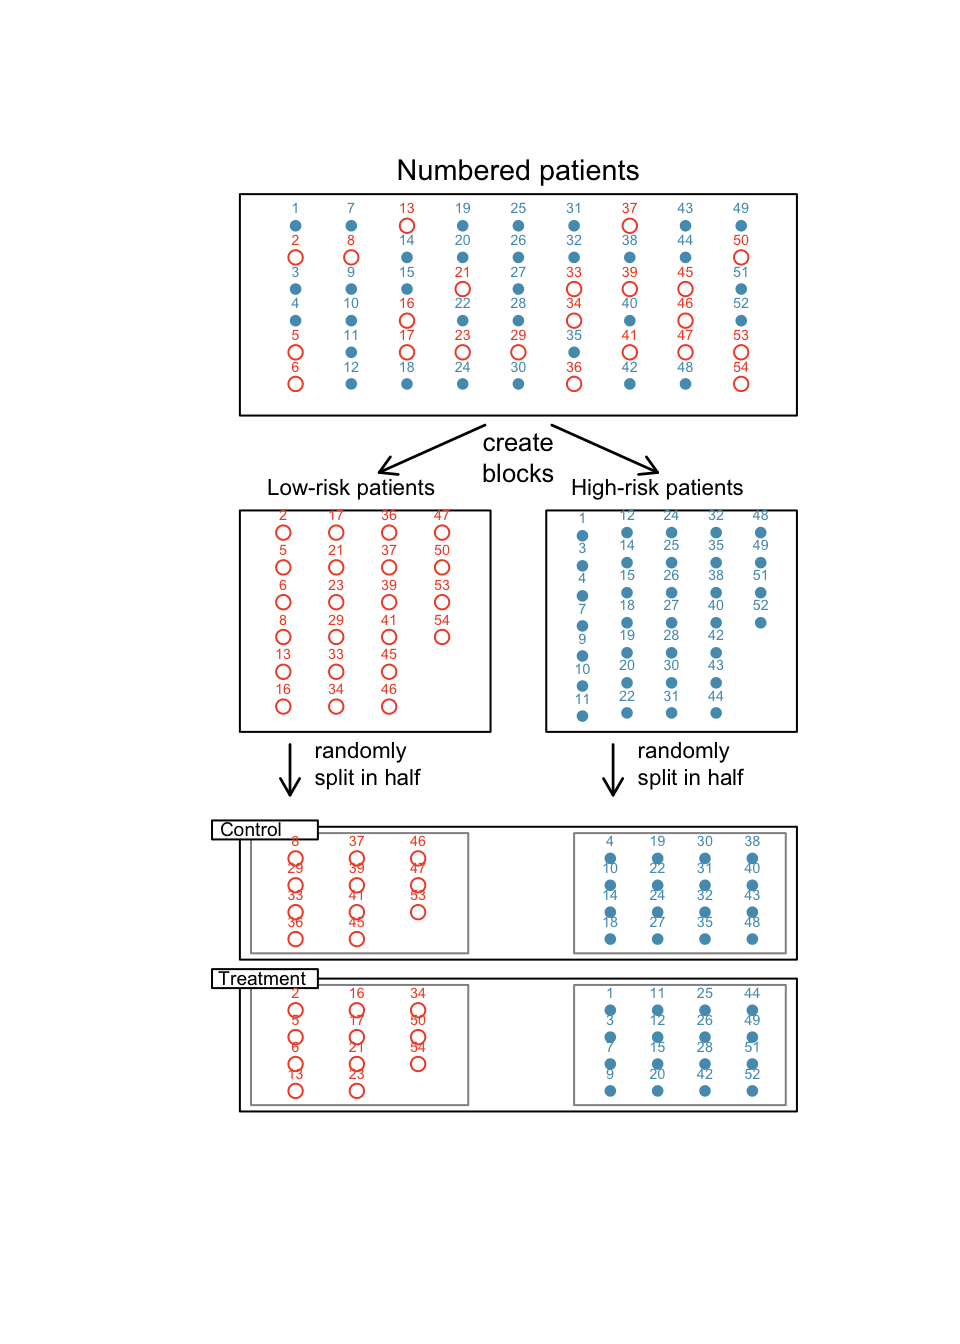 Numbered patients
1 7 13 19 25 31 37 43 49
2 8 14 20 26 32 38 44 50
3 9 15 21 27 33 39 45 51
4 10 16 22 28 34 40 46 52
5 11 17 23 29 35 41 47 53
6 12 18 24 30 36 42 48 54
create
blocks
Low-risk patients
2 17 36 47
5 21 37 50
6 23 39 53
8 29 41 54
13 33 45
16 34 46
High-risk patients
1 12 24 32 48
3 14 25 35 49
4 15 26 38 51
7 18 27 40 52
9 19 28 42
10 20 30 43
11 22 31 44
randomly
split in half
randomly
split in half
Control
8 37 46
29 39 47
33 41 53
36 45
4 19 30 38
10 22 31 40
14 24 32 43
18 27 35 48
Treatment
2 16 34
5 17 50
6 21 54
13 23
1 11 25 44
3 12 26 49
7 15 28 51
9 20 42 52